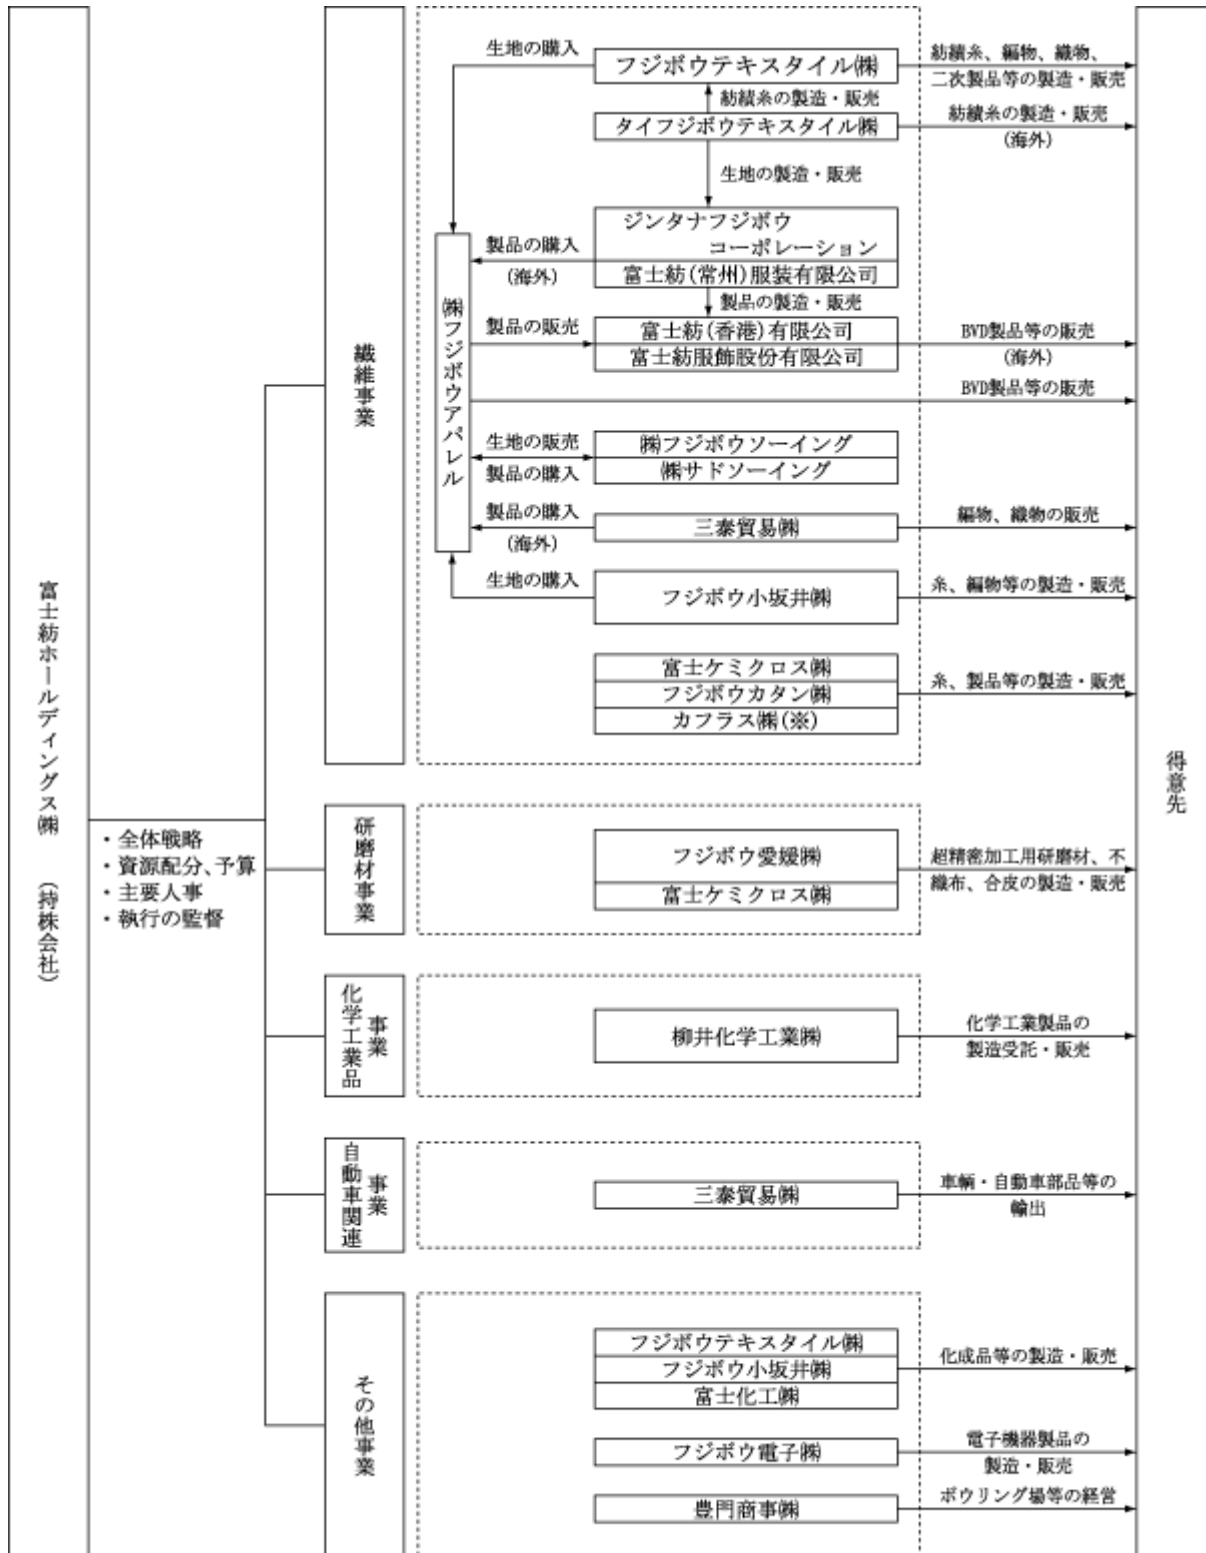 富士紡ホールディングス㈱（持株会社）
・全体戦略
・資源配分、予算
・主要人事
・執行の監督
繊維事業
生地の購入
フジボウテキスタイル㈱
紡績糸、編物、織物、
二次製品等の製造・販売
紡績糸の製造・販売
タイフジボウテキスタイル㈱
紡績糸の製造・販売
(海外)
生地の製造・販売
ジンタナフジボウ
コーポレーション
富士紡(常州)服装有限公司
製品の購入
(海外)
製品の製造・販売
㈱フジボウアパレル
製品の販売
富士紡(香港)有限公司
富士紡服飾股份有限公司
BVD製品等の販売
(海外)
BVD製品等の販売
生地の販売
製品の購入
㈱フジボウソーイング
㈱サドソーイング
製品の購入
(海外)
三泰貿易㈱
編物、織物の販売
生地の購入
フジボウ小坂井㈱
糸、編物等の製造・販売
富士ケミクロス㈱
フジボウカタン㈱
カフラス㈱(※)
糸、製品等の製造・販売
得意先
研磨材事業
フジボウ愛媛㈱
富士ケミクロス㈱
超精密加工用研磨材、不
織布、合皮の製造・販売
化学工業品
事業
柳井化学工業㈱
化学工業製品の
製造受託・販売
自動車関連
事業
三泰貿易㈱
車輌・自動車部品等の
輸出
その他事業
フジボウテキスタイル㈱
フジボウ小坂井㈱
富士化工㈱
化成品等の製造・販売
フジボウ電子㈱
電子機器製品の
製造・販売
豊門商事㈱
ボウリング場等の経営